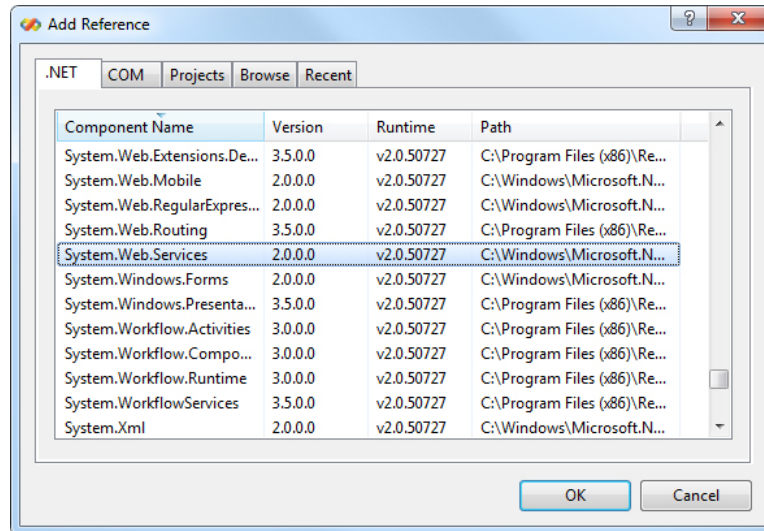 Add Reference
.NET COM Projects Browse Recent
Component Name Version Runtime Path
System.Web.Extensions.De... 3.5.0.0 v2.0.50727 C:\Program Files (x86)\Re...
System.Web.Mobile 2.0.0.0 v2.0.50727 C:\Windows\Microsoft.N...
System.Web.RegularExpres... 2.0.0.0 v2.0.50727 C:\Windows\Microsoft.N...
System.Web.Routing 3.5.0.0 v2.0.50727 C:\Program Files (x86)\Re...
System.Web.Services 2.0.0.0 v2.0.50727 C:\Windows\Microsoft.N...
System.Windows.Forms 2.0.0.0 v2.0.50727 C:\Windows\Microsoft.N...
System.Windows.Presenta... 3.5.0.0 v2.0.50727 C:\Program Files (x86)\Re...
System.Workflow.Activities 3.0.0.0 v2.0.50727 C:\Program Files (x86)\Re...
System.Workflow.Compo... 3.0.0.0 v2.0.50727 C:\Program Files (x86)\Re...
System.Workflow.Runtime 3.0.0.0 v2.0.50727 C:\Program Files (x86)\Re...
System.WorkflowServices 3.5.0.0 v2.0.50727 C:\Program Files (x86)\Re...
System.Xml 2.0.0.0 v2.0.50727 C:\Windows\Microsoft.N...
OK Cancel